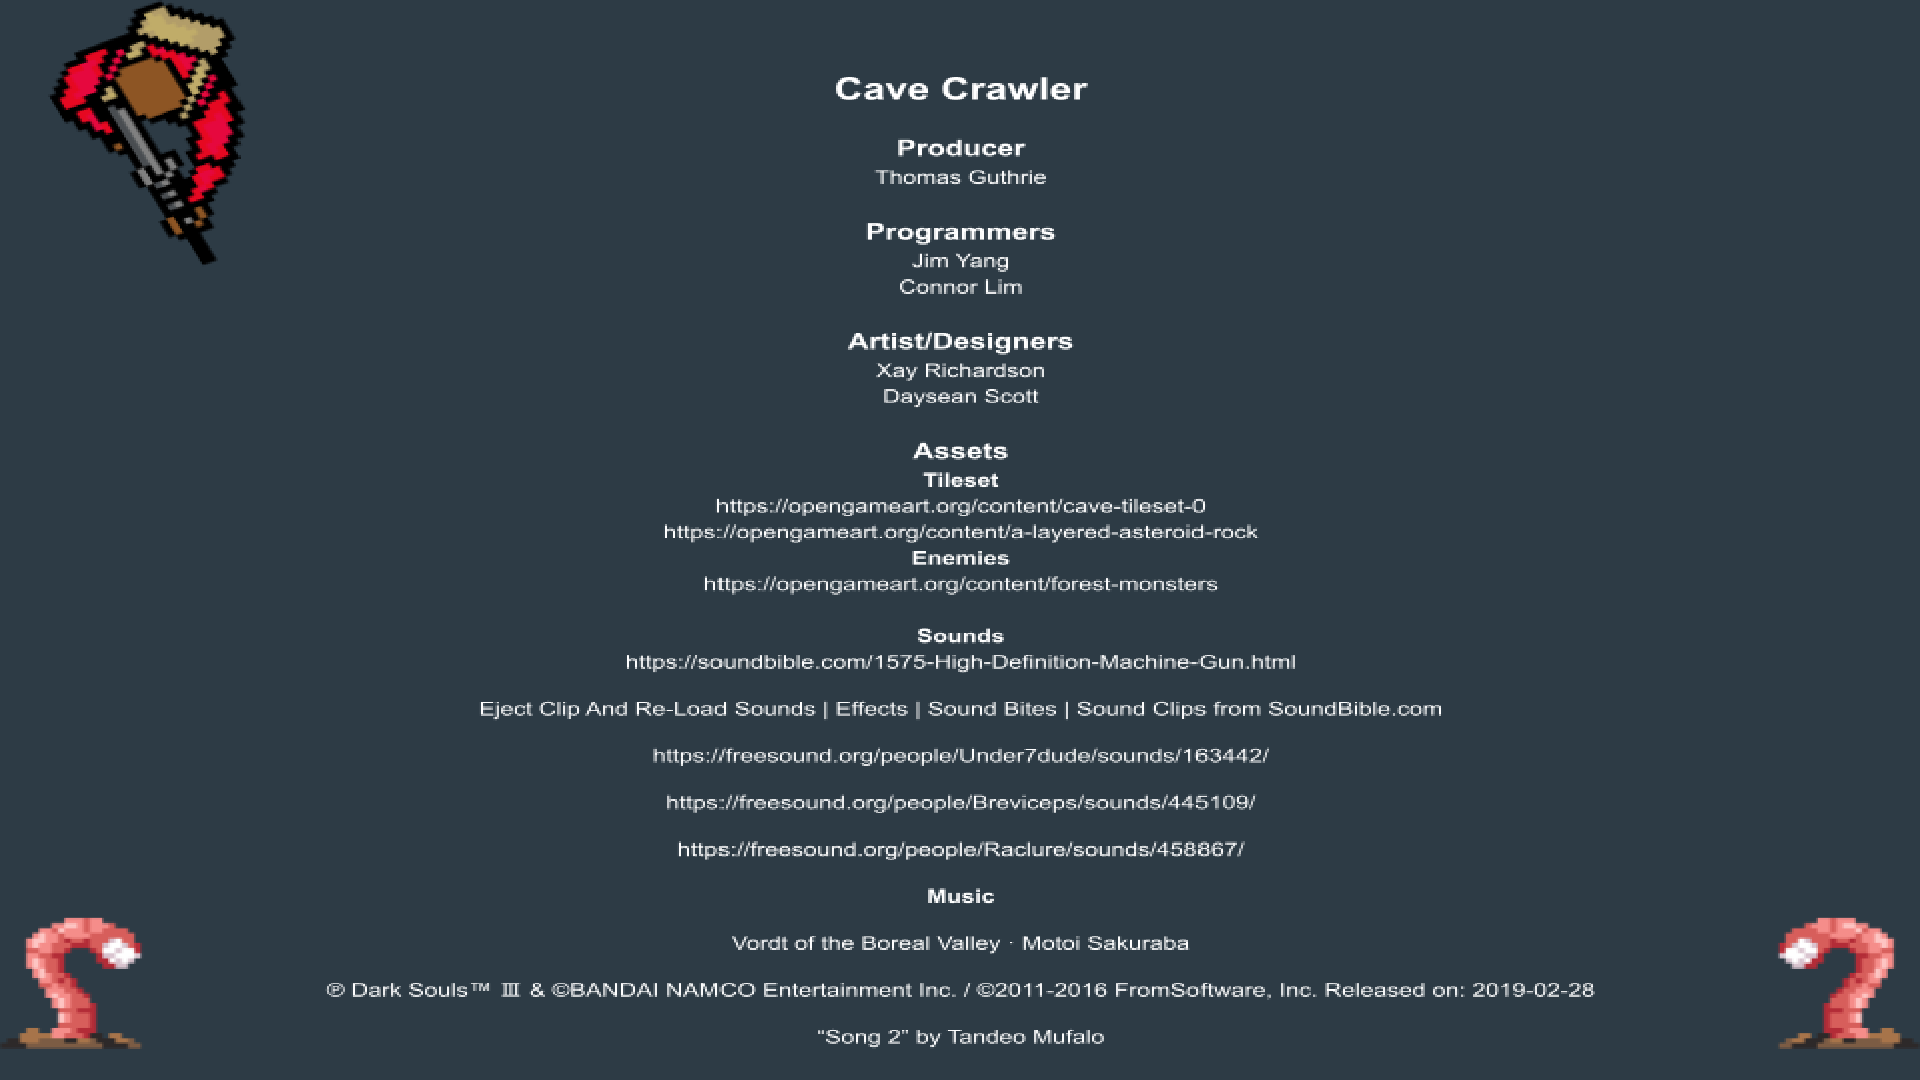 Cave Crawler
Producer
Thomas Guthrie
Programmers
Jim Yang
Connor Lim
Artist/Designers
Xay Richardson
Daysean Scott
Assets
Tileset
https://opengameart.org/content/cave-tileset-0
https://opengameart.org/content/a-layered-asteroid-rock
Enemies
https://opengameart.org/content/forest-monsters
Sounds
https://soundbible.com/1575-High-Definition-Machine-Gun.html
Eject Clip And Re-Load Sounds | Effects | Sound Bites | Sound Clips from SoundBible.com
https://freesound.org/people/Under7dude/sounds/163442/
https://freesound.org/people/Breviceps/sounds/445109/
https://freesound.org/people/Raclure/sounds/458867/
Music
Vordt of the Boreal Valley · Motoi Sakuraba
℗ Dark Souls™ Ⅲ & ©BANDAI NAMCO Entertainment Inc. / ©2011-2016 FromSoftware, Inc. Released on: 2019-02-28
“Song 2” by Tandeo Mufalo